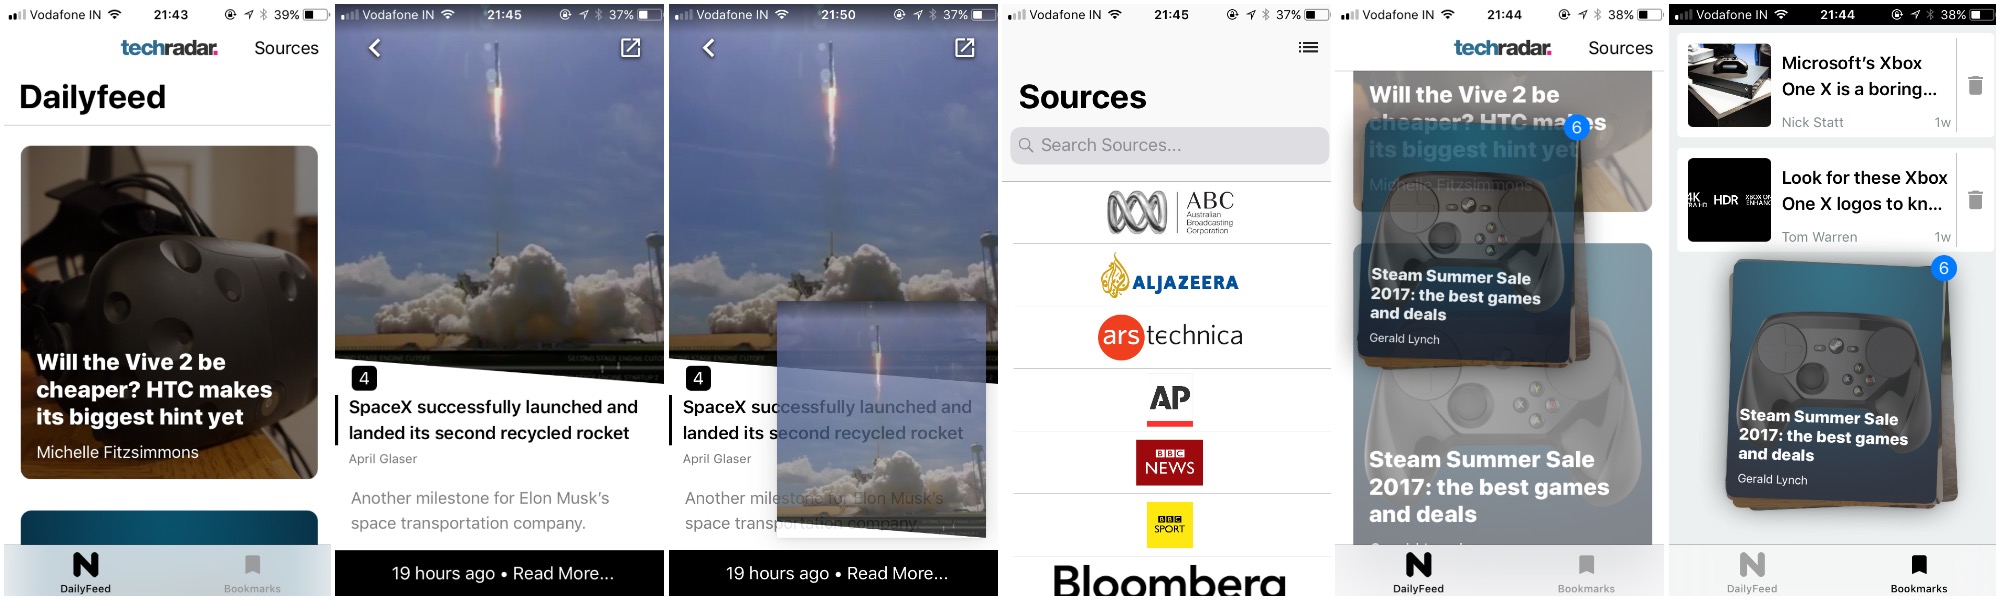 Vodafone IN 21:43 39%
techradar. Sources
Dailyfeed
Will the Vive 2 be
cheaper? HTC makes
its biggest hint yet
Michelle Fitzsimmons
DailyFeed Bookmarks
Vodafone IN 21:45 37%
4
SpaceX successfully launched and
landed its second recycled rocket
April Glaser
Another milestone for Elon Musk's
space transportation company.
19 hours ago • Read More...
Vodafone IN 21:50 37%
4
SpaceX successfully launched and
landed its second recycled rocket
April Glaser
Another milestone for Elon Musk's
space transportation company.
19 hours ago • Read More...
Vodafone IN 21:45 37%
Sources
Search Sources...
ABC
Australian
Broadcasting
Corporation
ALJAZEERA
ars technica
AP
BBC
NEWS
BBC
SPORT
Bloomberg
Vodafone IN 21:44 38%
techradar. Sources
Will the Vive 2 be
cheaper? HTC makes
its biggest hint yet
Michelle Fitzsimmons
6
Steam Summer Sale
2017: the best games
and deals
Gerald Lynch
Steam Summer Sale
2017: the best games
and deals
DailyFeed Bookmarks
Vodafone IN 21:44 38%
Microsoft's Xbox
One X is a boring...
Nick Statt 1w
4K HDR
Look for these Xbox
One X logos to kn...
Tom Warren 1w
6
Steam Summer Sale
2017: the best games
and deals
Gerald Lynch
DailyFeed Bookmarks